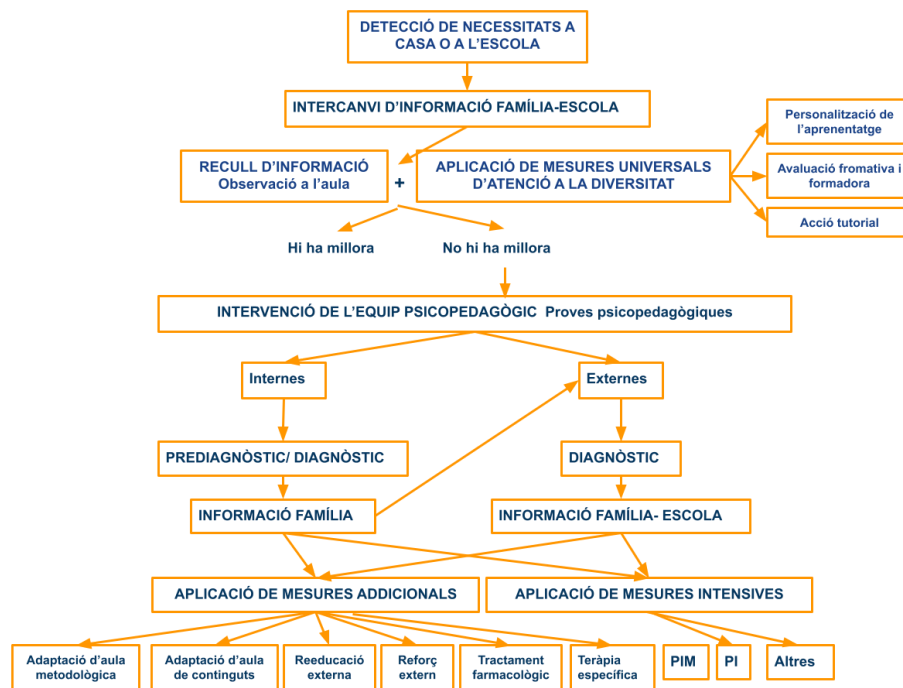 DETECCIÓ DE NECESSITATS A
CASA O A L'ESCOLA
INTERCANVI D'INFORMACIÓ FAMÍLIA-ESCOLA
RECULL D'INFORMACIÓ
Observació a l'aula
+
APLICACIÓ DE MESURES UNIVERSALS
D'ATENCIÓ A LA DIVERSITAT
Personalització de
l'aprenentatge
Avaluació fromativa i
formadora
Acció tutorial
Hi ha millora
No hi ha millora
INTERVENCIÓ DE L'EQUIP PSICOPEDAGÒGIC Proves psicopedagògiques
Internes
Externes
PREDIAGNÒSTIC/ DIAGNÒSTIC
DIAGNÒSTIC
INFORMACIÓ FAMÍLIA
INFORMACIÓ FAMÍLIA- ESCOLA
APLICACIÓ DE MESURES ADDICIONALS
APLICACIÓ DE MESURES INTENSIVES
Adaptació d'aula
metodològica
Adaptació d'aula
de continguts
Reeducació
externa
Reforç
extern
Tractament
farmacològic
Teràpia
específica
PIM
PI
Altres